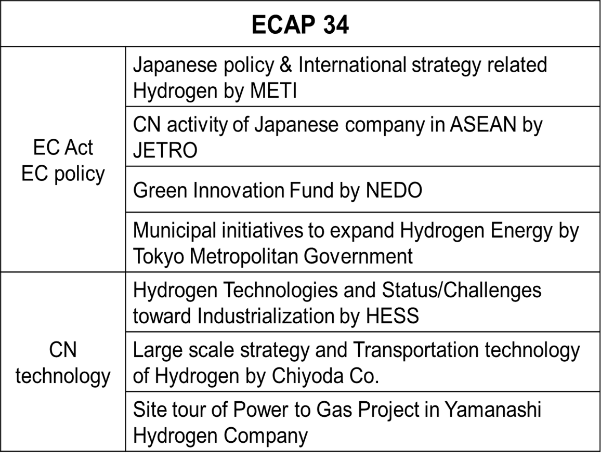 ECAP 34
EC Act
EC policy
Japanese policy & International strategy related
Hydrogen by METI
CN activity of Japanese company in ASEAN by
JETRO
Green Innovation Fund by NEDO
Municipal initiatives to expand Hydrogen Energy by
Tokyo Metropolitan Government
CN
technology
Hydrogen Technologies and Status/Challenges
toward Industrialization by HESS
Large scale strategy and Transportation technology
of Hydrogen by Chiyoda Co.
Site tour of Power to Gas Project in Yamanashi
Hydrogen Company